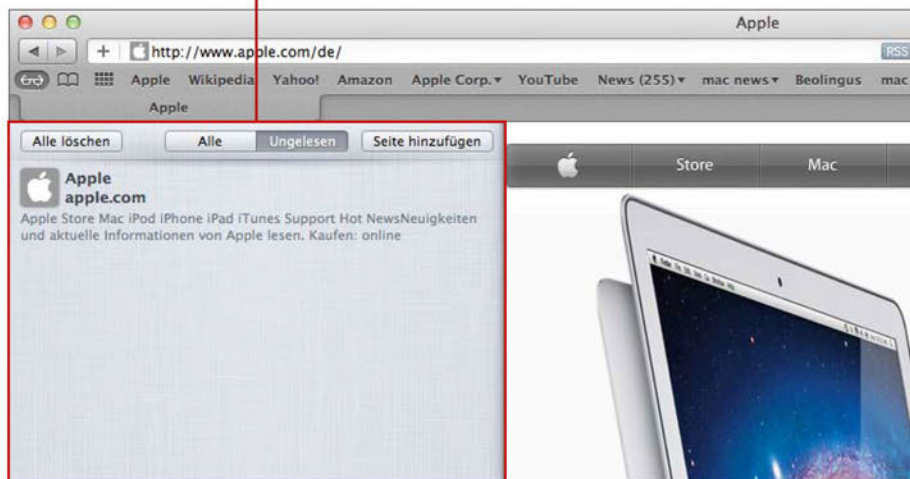 Apple
http://www.apple.com/de/
RSS
Apple Wikipedia Yahoo! Amazon Apple Corp. YouTube News (255) mac news Beolingus mac
Apple
Alle löschen Alle Ungelesen Seite hinzufügen
Store Mac
Apple
apple.com
Apple Store Mac iPod iPhone iPad iTunes Support Hot NewsNeuigkeiten
und aktuelle Informationen von Apple lesen. Kaufen: online